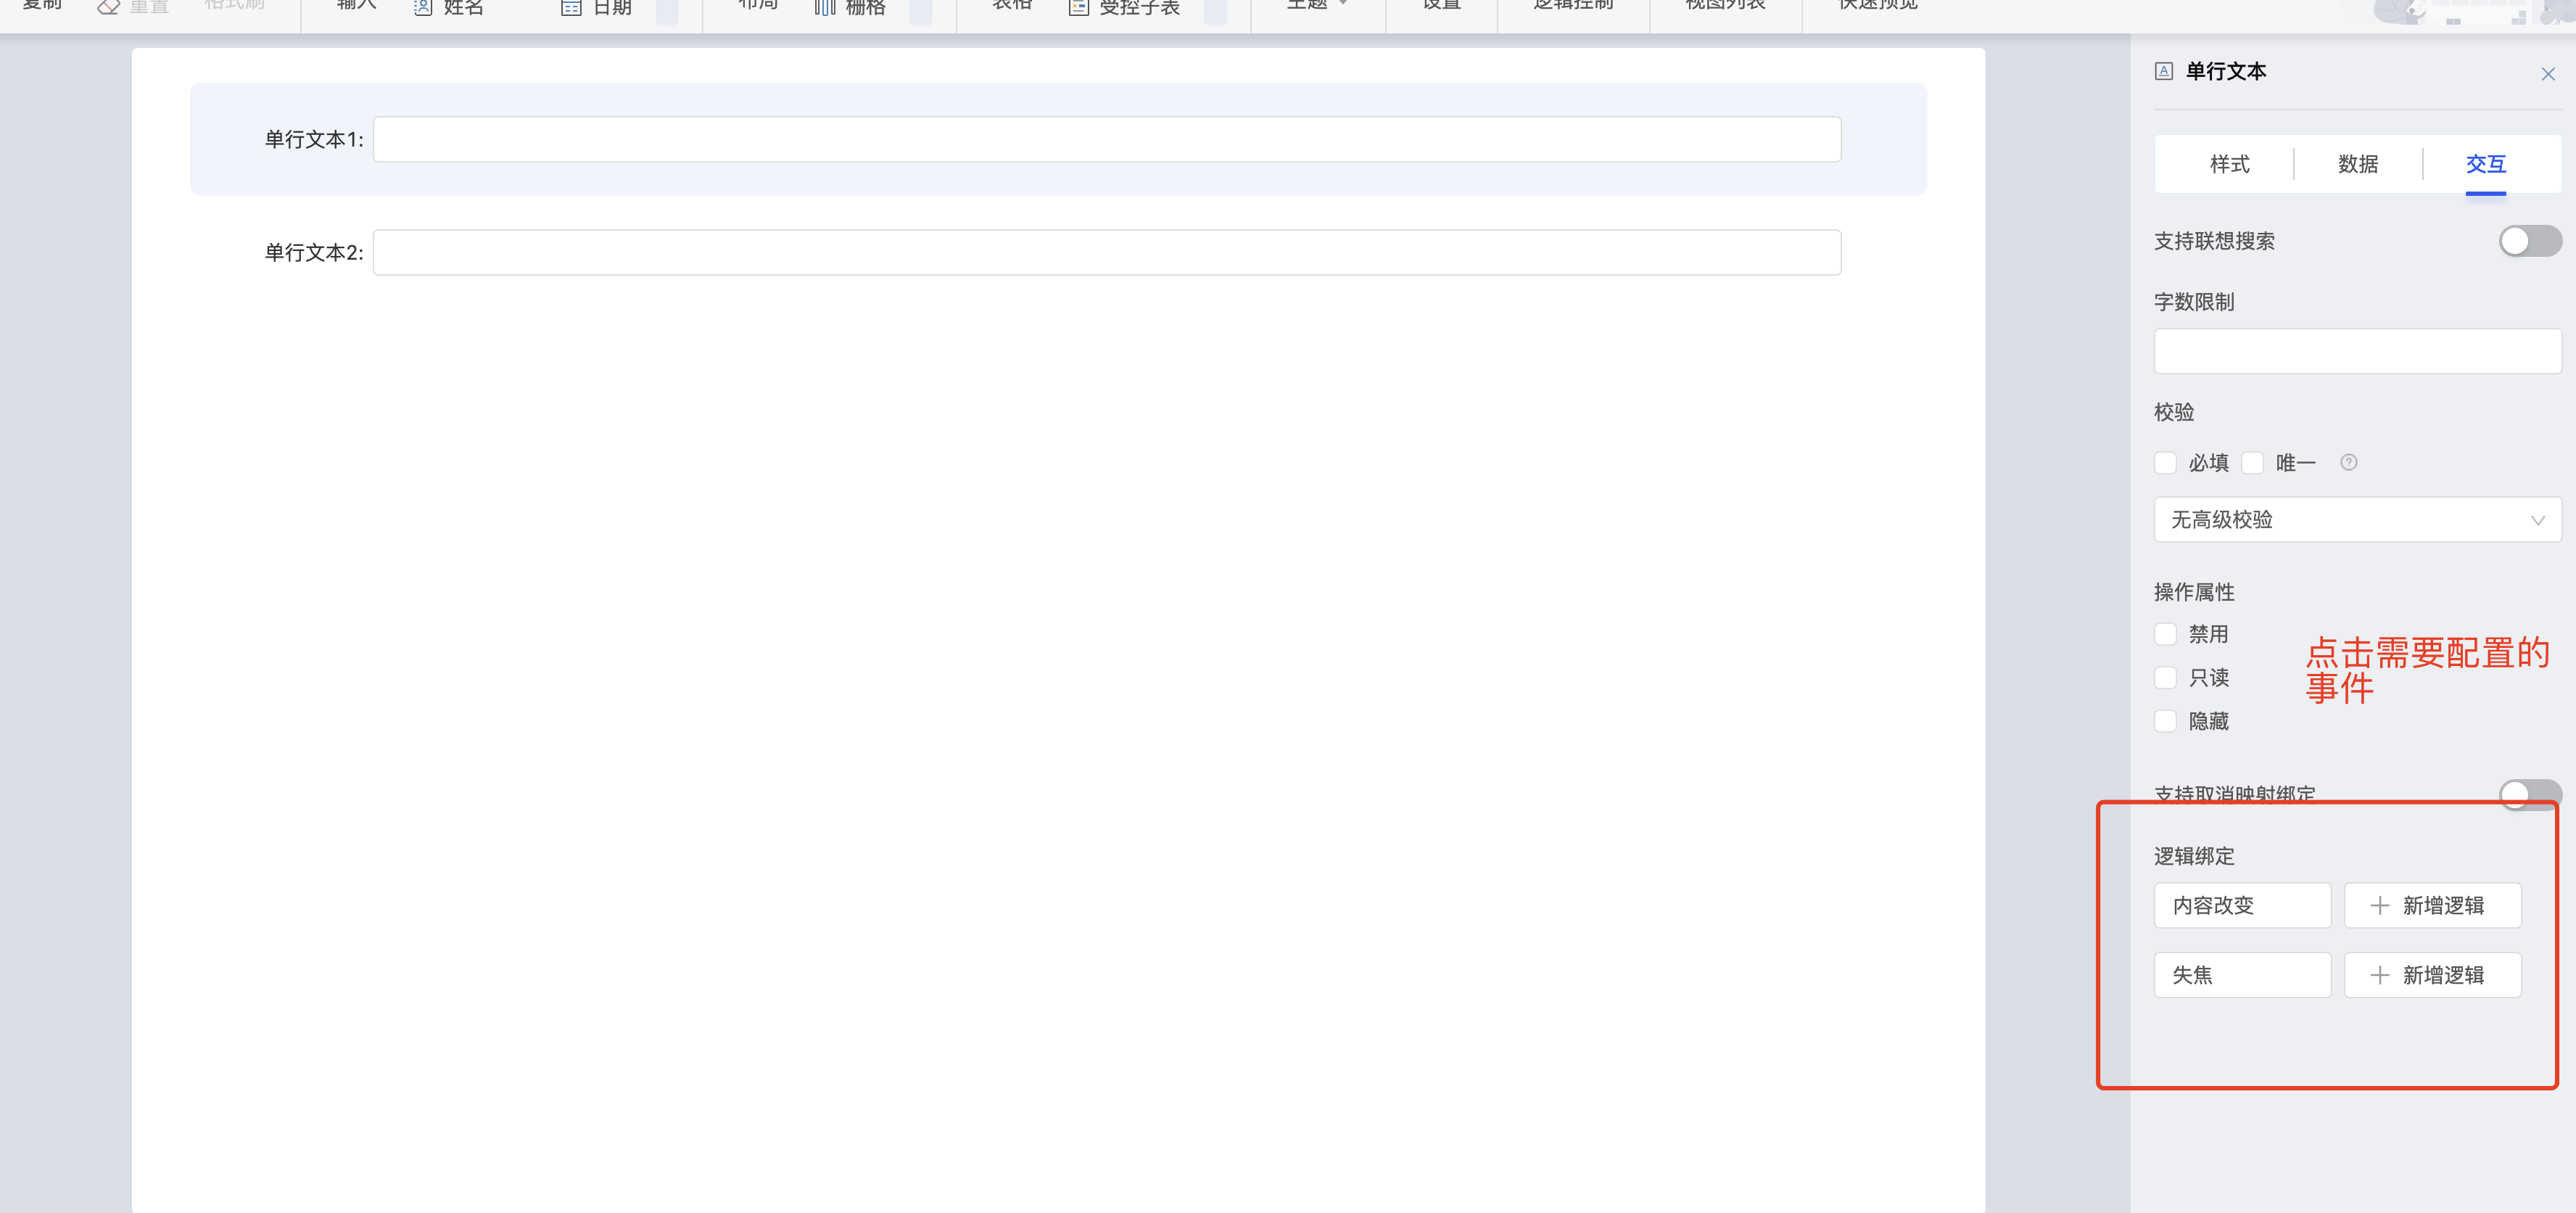 复制 重置 格式刷 输入 姓名 日期 布局 栅格 表格 受控子表 主题 设置 逻辑控制 视图列表 快速预览
单行文本
单行文本1:
样式 数据 交互
单行文本2:
支持联想搜索
字数限制
校验
必填 唯一
无高级校验
操作属性
禁用
只读
隐藏
点击需要配置的
事件
支持取消映射绑定
逻辑绑定
内容改变 新增逻辑
失焦 新增逻辑